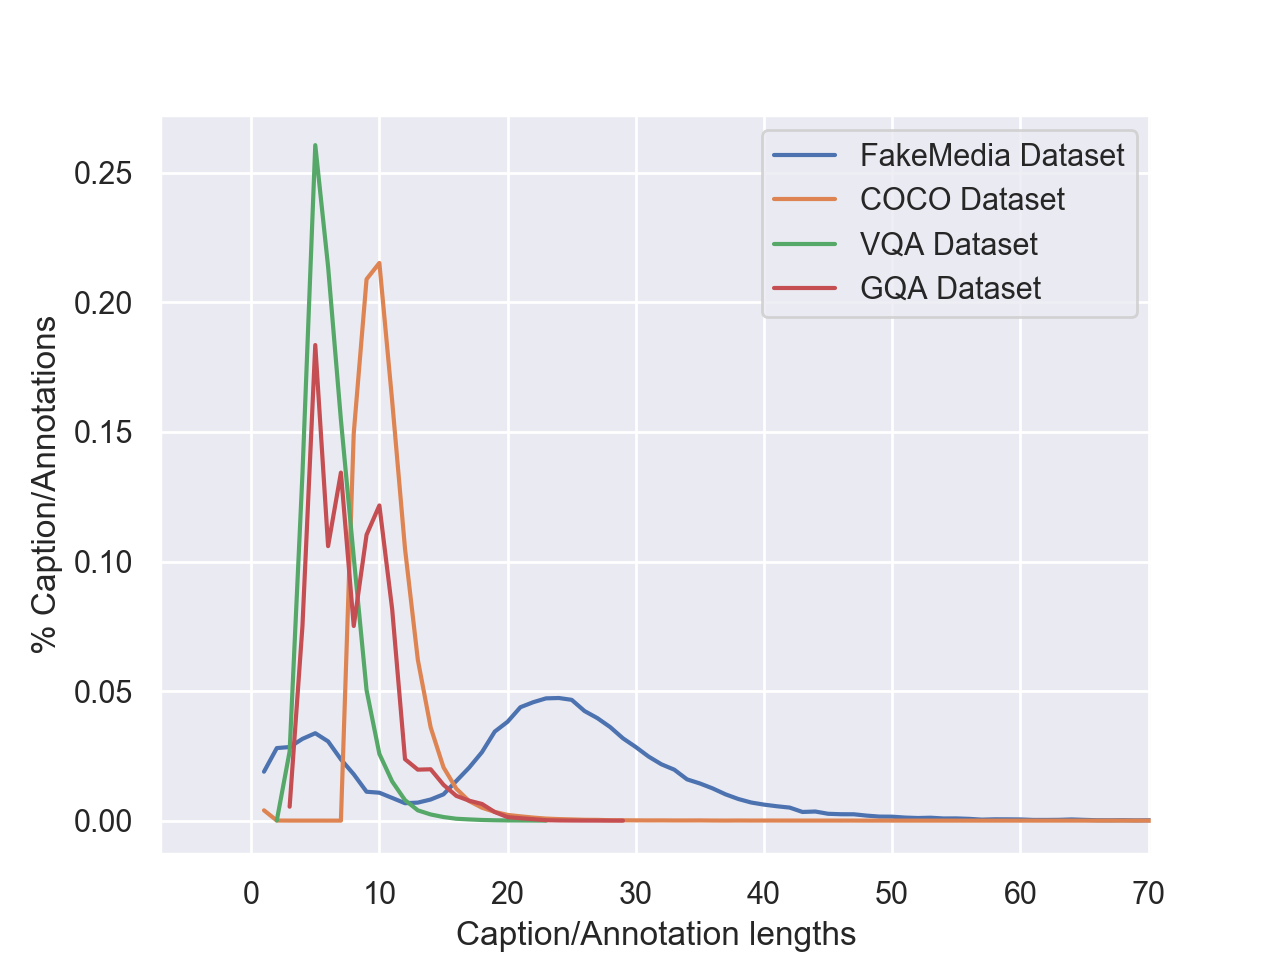 FakeMedia Dataset
COCO Dataset
VQA Dataset
GQA Dataset
% Caption/Annotations
0.25
0.20
0.15
0.10
0.05
0.00
0 10 20 30 40 50 60 70
Caption/Annotation lengths